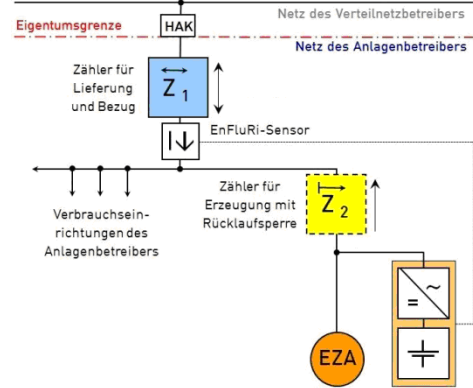 Netz des Verteilnetzbetreibers
Eigentumsgrenze
HAK
Netz des Anlagenbetreibers
Zähler für
Lieferung
und Bezug
Z 1
EnFluRi-Sensor
Zähler für
Erzeugung mit
Rücklaufsperre
Z 2
Verbrauchsein-
richtungen des
Anlagenbetreibers
EZA